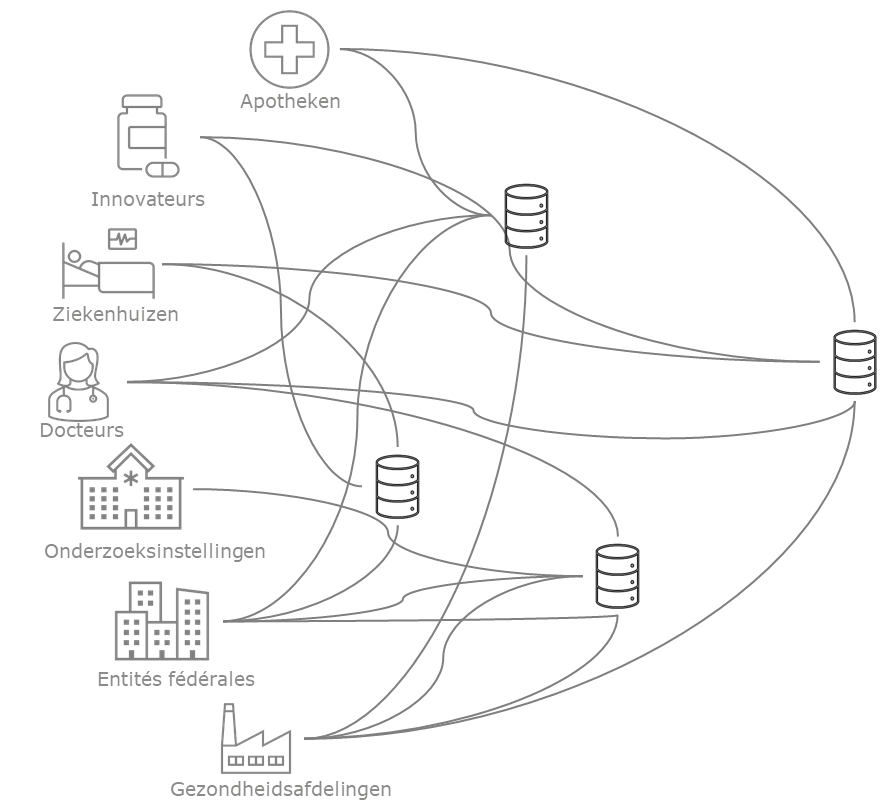 Apotheken
Innovateurs
Ziekenhuizen
Docteurs
Onderzoeksinstellingen
Entités fédérales
Gezondheidsafdelingen